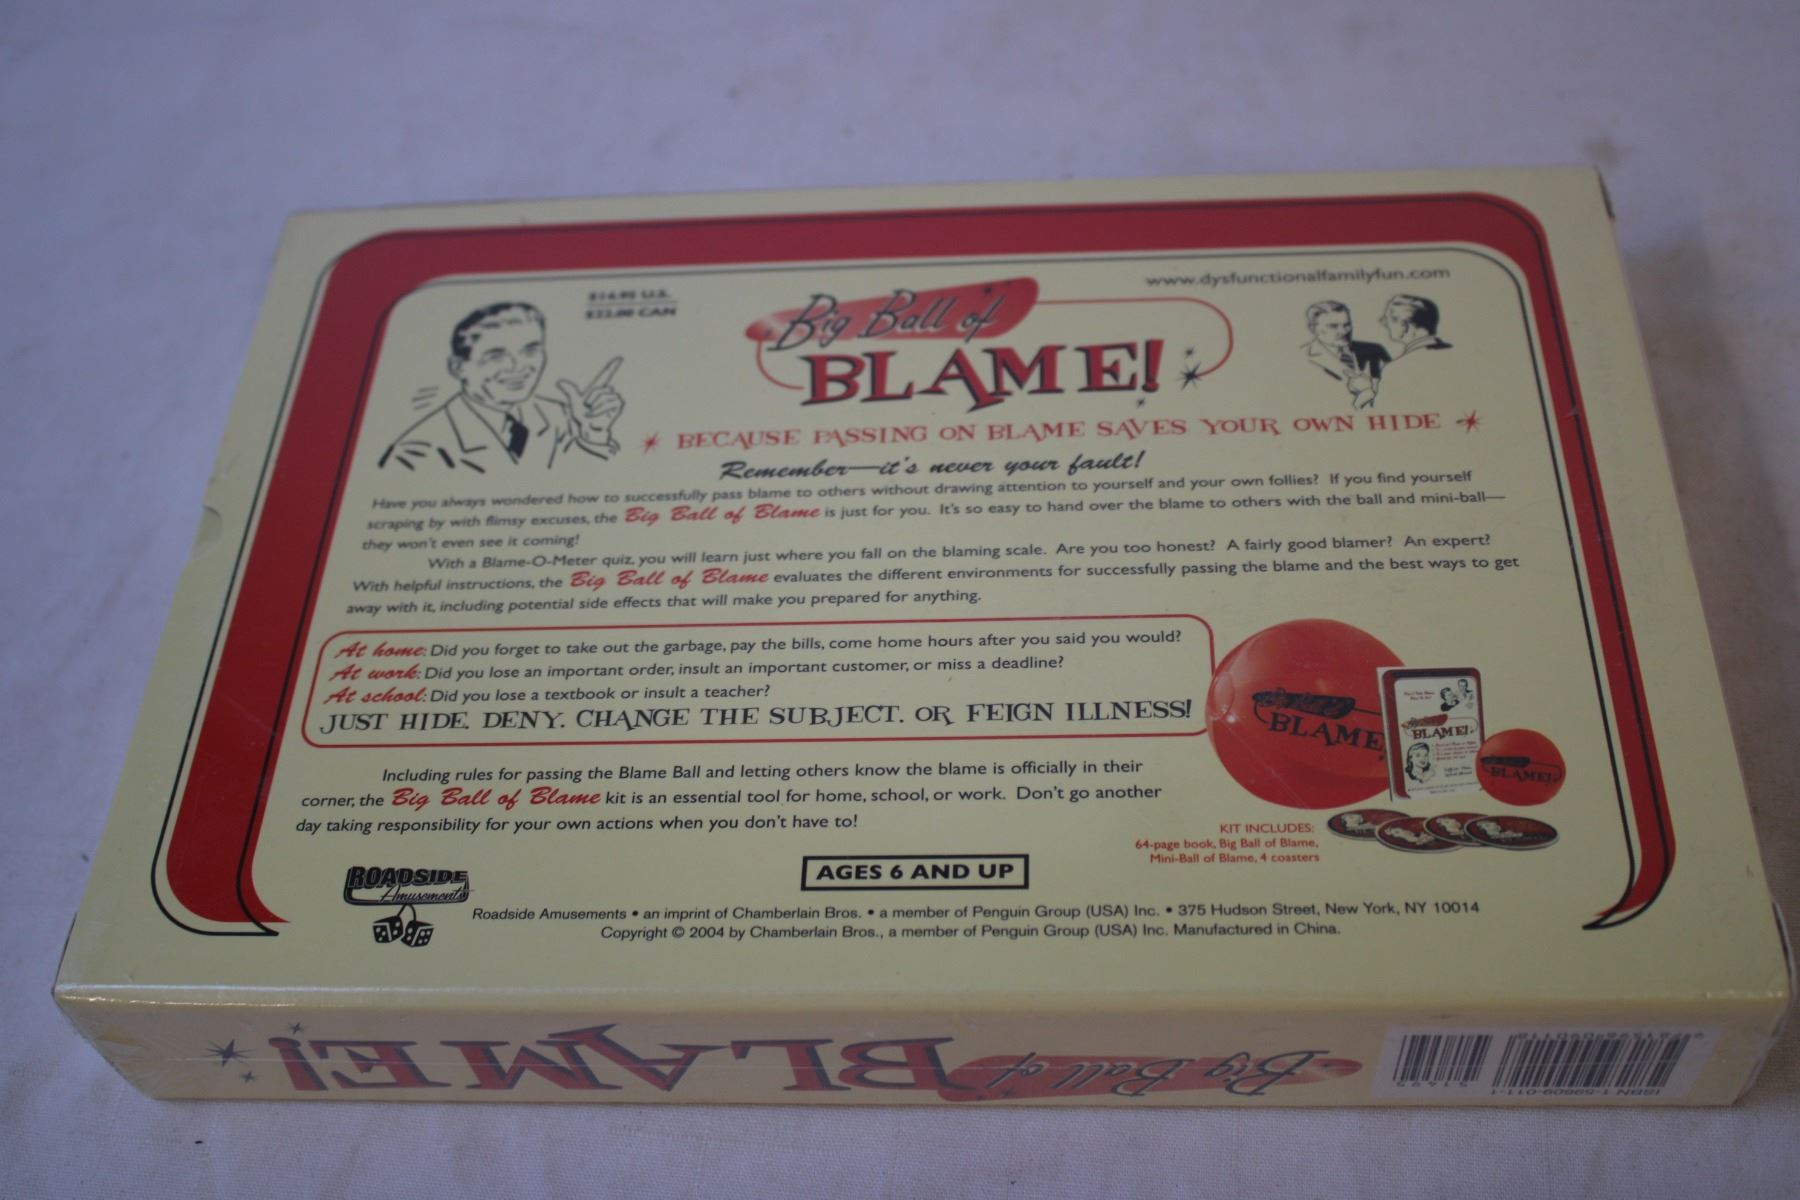 $14.95 U.S.
$22.00 CAN
Big Ball of
BLAME!
www.dysfunctionalfamilyfun.com
BECAUSE PASSING ON BLAME SAVES YOUR OWN HIDE
Remember—it's never your fault!
Have you always wondered how to successfully pass blame to others without drawing attention to yourself and your own follies? If you find yourself
scraping by with flimsy excuses, the Big Ball of Blame is just for you. It's so easy to hand over the blame to others with the ball and mini-ball—
they won't even see it coming!
With a Blame-O-Meter quiz, you will learn just where you fall on the blaming scale. Are you too honest? A fairly good blamer? An expert?
With helpful instructions, the Big Ball of Blame evaluates the different environments for successfully passing the blame and the best ways to get
away with it, including potential side effects that will make you prepared for anything.
At home: Did you forget to take out the garbage, pay the bills, come home hours after you said you would?
At work: Did you lose an important order, insult an important customer, or miss a deadline?
At school: Did you lose a textbook or insult a teacher?
JUST HIDE. DENY. CHANGE THE SUBJECT. OR FEIGN ILLNESS!
BLAME
BLAME!
BLAME!
Including rules for passing the Blame Ball and letting others know the blame is officially in their
corner, the Big Ball of Blame kit is an essential tool for home, school, or work. Don't go another
day taking responsibility for your own actions when you don't have to!
KIT INCLUDES:
64-page book, Big Ball of Blame,
Mini-Ball of Blame, 4 coasters
ROADSIDE
Amusements
AGES 6 AND UP
Roadside Amusements • an imprint of Chamberlain Bros. • a member of Penguin Group (USA) Inc. • 375 Hudson Street, New York, NY 10014
Copyright © 2004 by Chamberlain Bros., a member of Penguin Group (USA) Inc. Manufactured in China.
Big Ball of BLAME!
ISBN 1-59609-011-1
9 781596 090118
51495